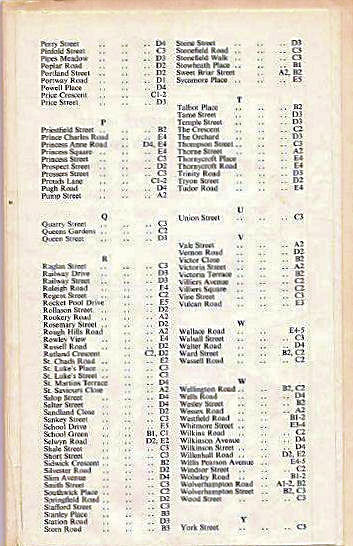 Perry Street .. .. .. D4
Pinfold Street .. .. .. C3
Pipes Meadow .. .. .. D3
Poplar Road .. .. .. D2
Portland Street .. .. .. D2
Portway Road .. .. .. D1
Powell Place .. .. .. D4
Price Crescent .. .. .. C1-2
Price Street .. .. .. D3
P
Priestfield Street .. .. .. B2
Prince Charles Road .. .. E4
Princess Anne Road .. .. D4, E4
Princess Square .. .. .. E4
Princess Street .. .. .. C3
Prospect Street .. .. .. D2
Prossers Street .. .. .. C3
Prouds Lane .. .. .. C1-2
Pugh Road .. .. .. D4
Pump Street .. .. .. A2
Q
Quarry Street .. .. .. C3
Queens Gardens .. .. .. C2
Queen Street .. .. .. D3
R
Raglan Street .. .. .. C3
Railway Drive .. .. .. D3
Railway Street .. .. .. D3
Raleigh Road .. .. .. E4
Regent Street .. .. .. C2
Rocket Pool Drive .. .. E5
Rollason Street .. .. .. D2
Rookery Road .. .. .. A2
Rosemary Street .. .. .. D2
Rough Hills Road .. .. .. A2
Rowley View .. .. .. E4
Russell Road .. .. .. D2
Rutland Crescent .. .. C2, D2
St. Chads Road .. .. .. E2
St. Luke's Place .. .. .. C3
St. Luke's Street .. .. .. C3
St. Martins Terrace .. .. D4
St. Saviours Close .. .. A2
Salop Street .. .. .. D4
Salter Street .. .. .. D4
Sandland Close .. .. .. D2
Sankey Street .. .. .. C3
School Drive .. .. .. E5
School Green .. .. .. B1, C1
Selwyn Road .. .. .. D2, E2
Shale Street .. .. .. C3
Short Street .. .. .. C3
Sidwick Crescent .. .. B2
Silvester Road .. .. .. D2
Slim Avenue .. .. .. D4
Smith Street .. .. .. C3
Southwick Place .. .. .. C2
Springfield Road .. .. .. D2
Stafford Street .. .. .. C3
Stanley Place .. .. .. B3
Station Road .. .. .. D3
Stern Road .. .. .. B3
Stone Street .. .. .. D3
Stonefield Road .. .. .. C3
Stonefield Walk .. .. .. C3
Stowheath Place .. .. .. B1
Sweet Briar Street .. .. A2, B2
Sycamore Place .. .. .. E5
T
Talbot Place .. .. .. B2
Tame Street .. .. .. D3
Temple Street .. .. .. D3
The Crescent .. .. .. C2
The Orchard .. .. .. D3
Thompson Street .. .. .. C3
Thorne Street .. .. .. A2
Thornycroft Place .. .. E4
Thornycroft Road .. .. E4
Trinity Road .. .. .. D3
Tryon Street .. .. .. D2
Tudor Road .. .. .. E4
U
Union Street .. .. .. C3
V
Vale Street .. .. .. A2
Vernon Road .. .. .. D2
Victor Close .. .. .. B2
Victoria Street .. .. .. A2
Victoria Terrace .. .. B2
Villiers Avenue .. .. .. C2
Villiers Square .. .. .. C2
Vine Street .. .. .. C3
Vulcan Road .. .. .. E3
W
Wallace Road .. .. .. E4-5
Walsall Street .. .. .. C3
Walter Road .. .. .. D4
Ward Street .. .. .. B2, C2
Wassell Road .. .. .. C2
W
Wellington Road .. .. B2, C2
Wells Road .. .. .. D4
Wesley Street .. .. .. B2
Wessex Road .. .. .. A2
Westfield Road .. .. .. B1-2
Whitmore Street .. .. E3-4
Wilkins Road .. .. .. C2
Wilkinson Avenue .. .. D4
Wilkinson Street .. .. D4
Willenhall Road .. .. D2, E2
Willis Pearson Avenue .. .. E4-5
Windsor Street .. .. .. C2
Wolseley Road .. .. .. B1-2
Wolverhampton Road .. .. A1-2, B2
Wolverhampton Street .. .. B2, C3
Wood Street .. .. .. C3
Y
York Street .. .. .. C3